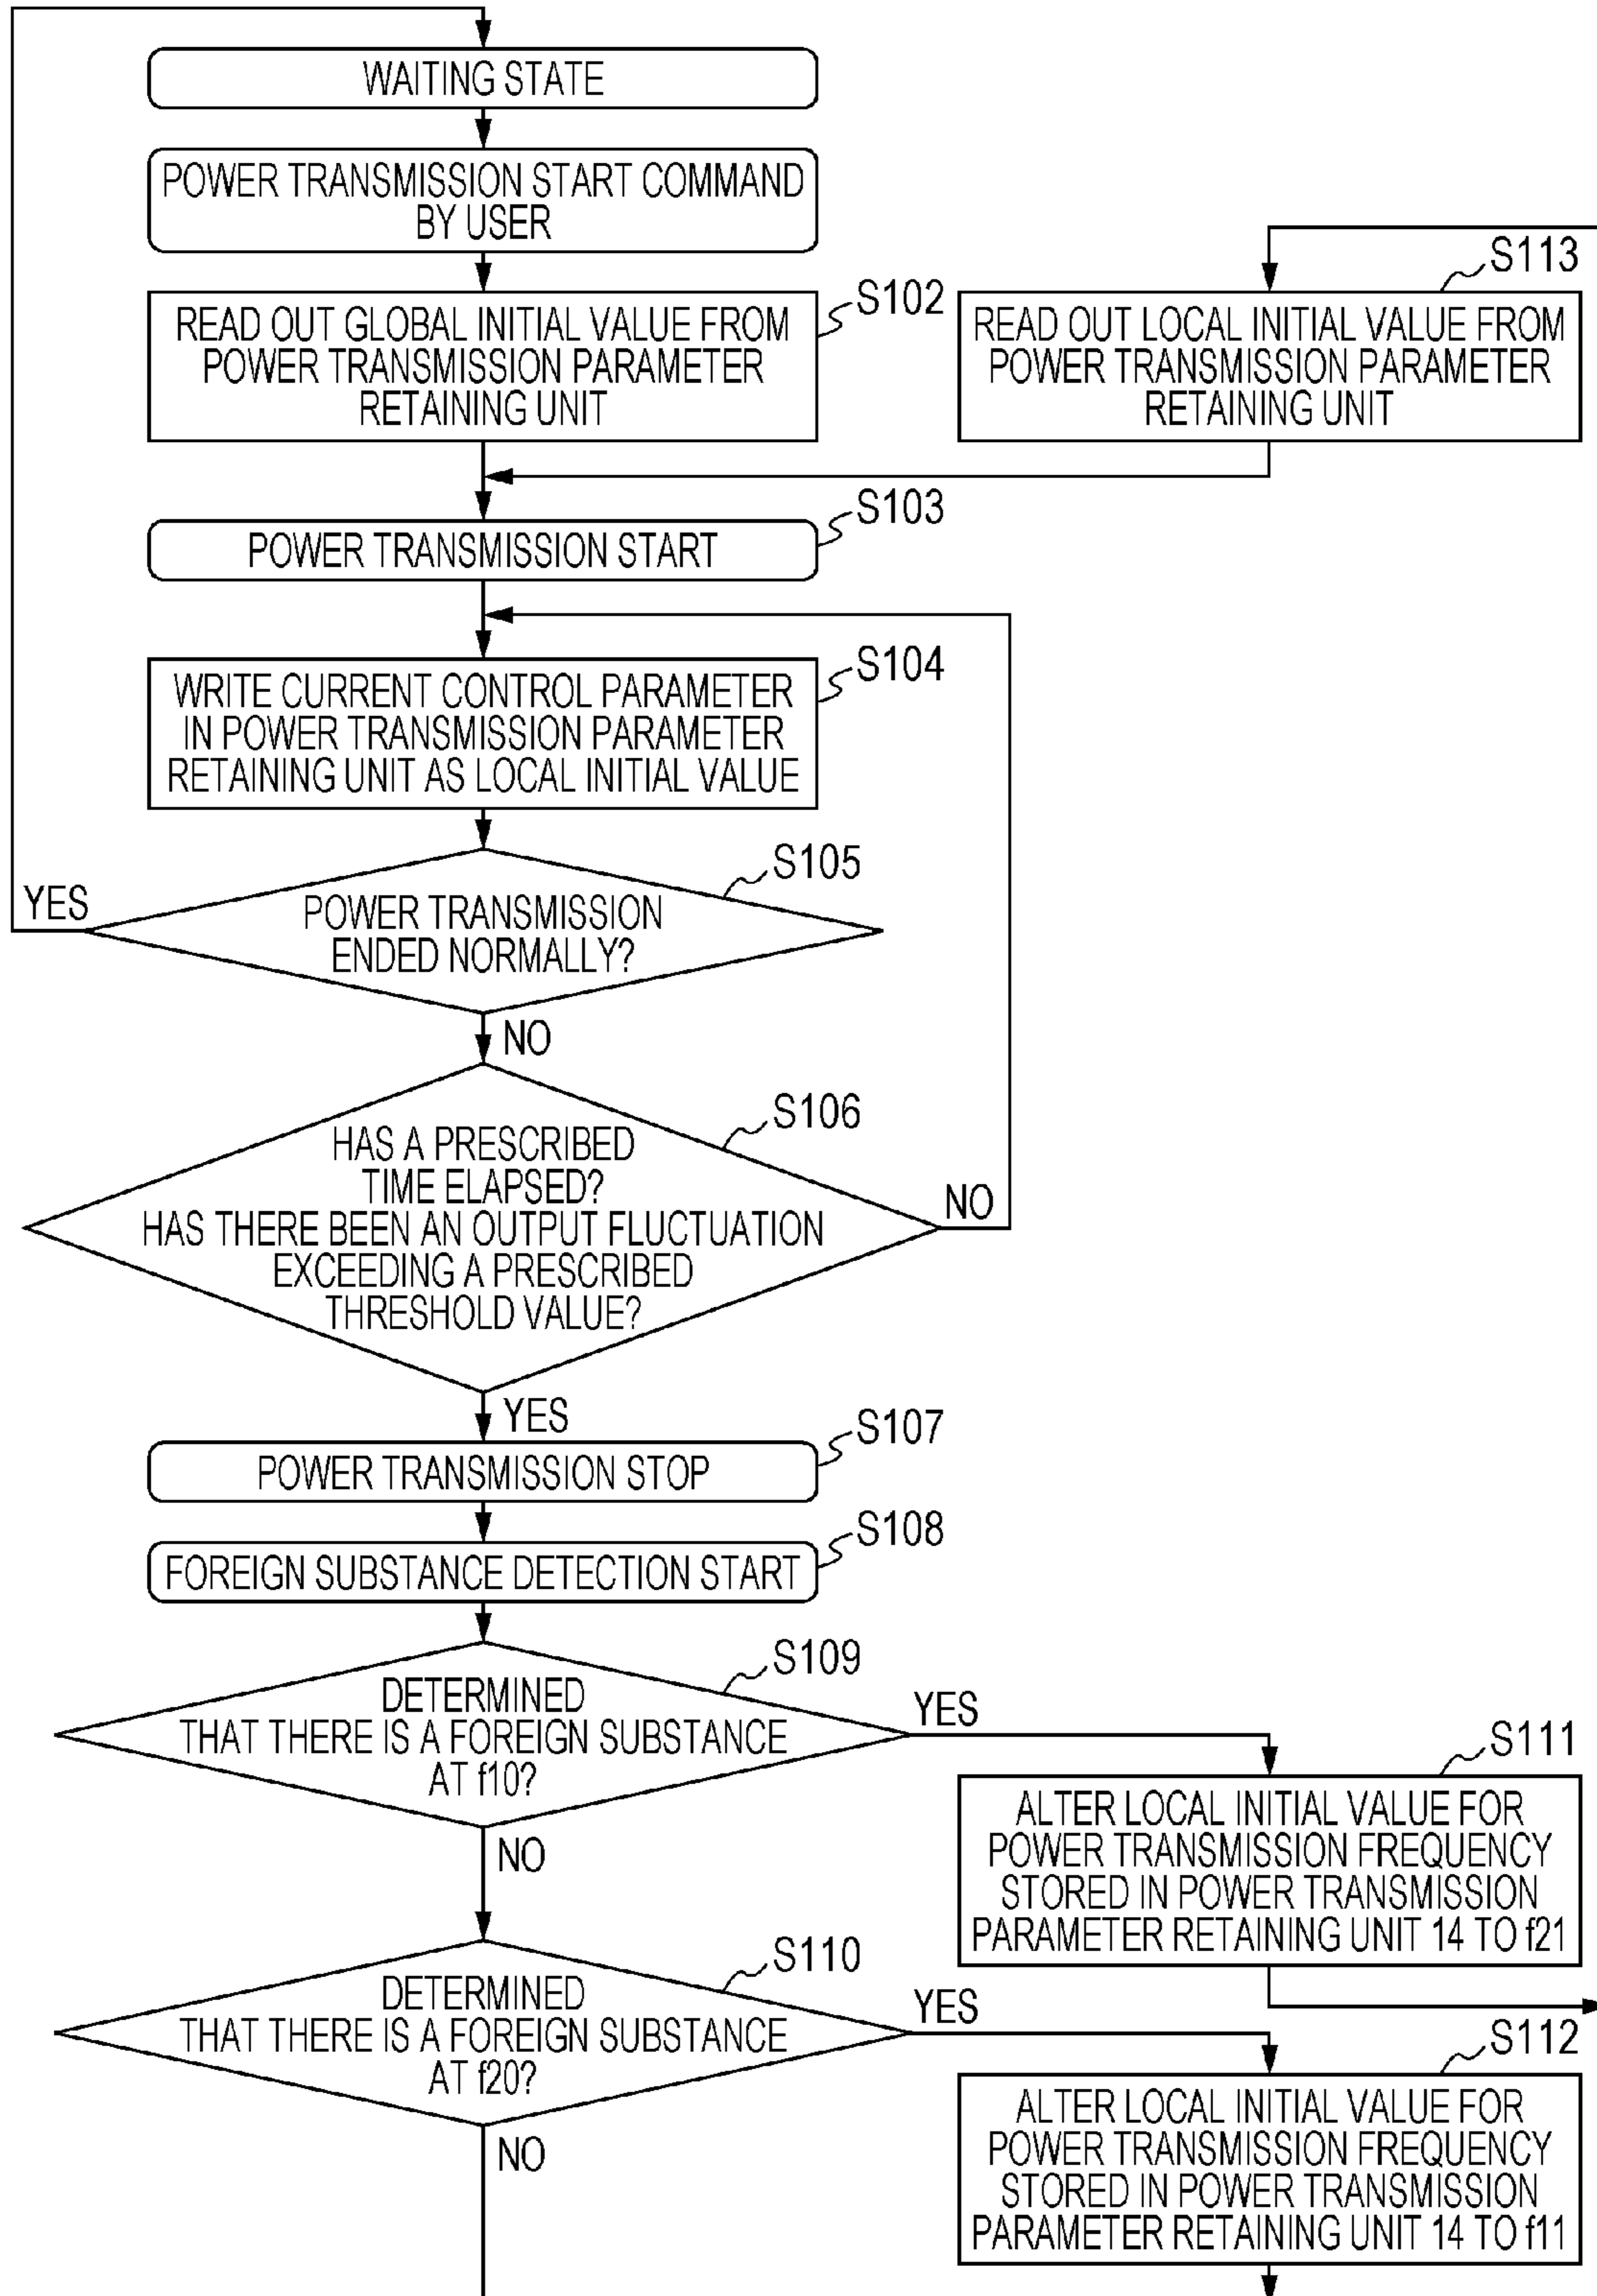 WAITING STATE
POWER TRANSMISSION START COMMAND
BY USER
S102
READ OUT GLOBAL INITIAL VALUE FROM
POWER TRANSMISSION PARAMETER
RETAINING UNIT
S113
READ OUT LOCAL INITIAL VALUE FROM
POWER TRANSMISSION PARAMETER
RETAINING UNIT
S103
POWER TRANSMISSION START
S104
WRITE CURRENT CONTROL PARAMETER
IN POWER TRANSMISSION PARAMETER
RETAINING UNIT AS LOCAL INITIAL VALUE
S105
YES
POWER TRANSMISSION
ENDED NORMALLY?
NO
S106
HAS A PRESCRIBED
TIME ELAPSED?
HAS THERE BEEN AN OUTPUT FLUCTUATION
EXCEEDING A PRESCRIBED
THRESHOLD VALUE?
NO
YES
S107
POWER TRANSMISSION STOP
S108
FOREIGN SUBSTANCE DETECTION START
S109
DETERMINED
THAT THERE IS A FOREIGN SUBSTANCE
AT f10?
YES
NO
S111
ALTER LOCAL INITIAL VALUE FOR
POWER TRANSMISSION FREQUENCY
STORED IN POWER TRANSMISSION
PARAMETER RETAINING UNIT 14 TO f21
S110
DETERMINED
THAT THERE IS A FOREIGN SUBSTANCE
AT f20?
YES
NO
S112
ALTER LOCAL INITIAL VALUE FOR
POWER TRANSMISSION FREQUENCY
STORED IN POWER TRANSMISSION
PARAMETER RETAINING UNIT 14 TO f11